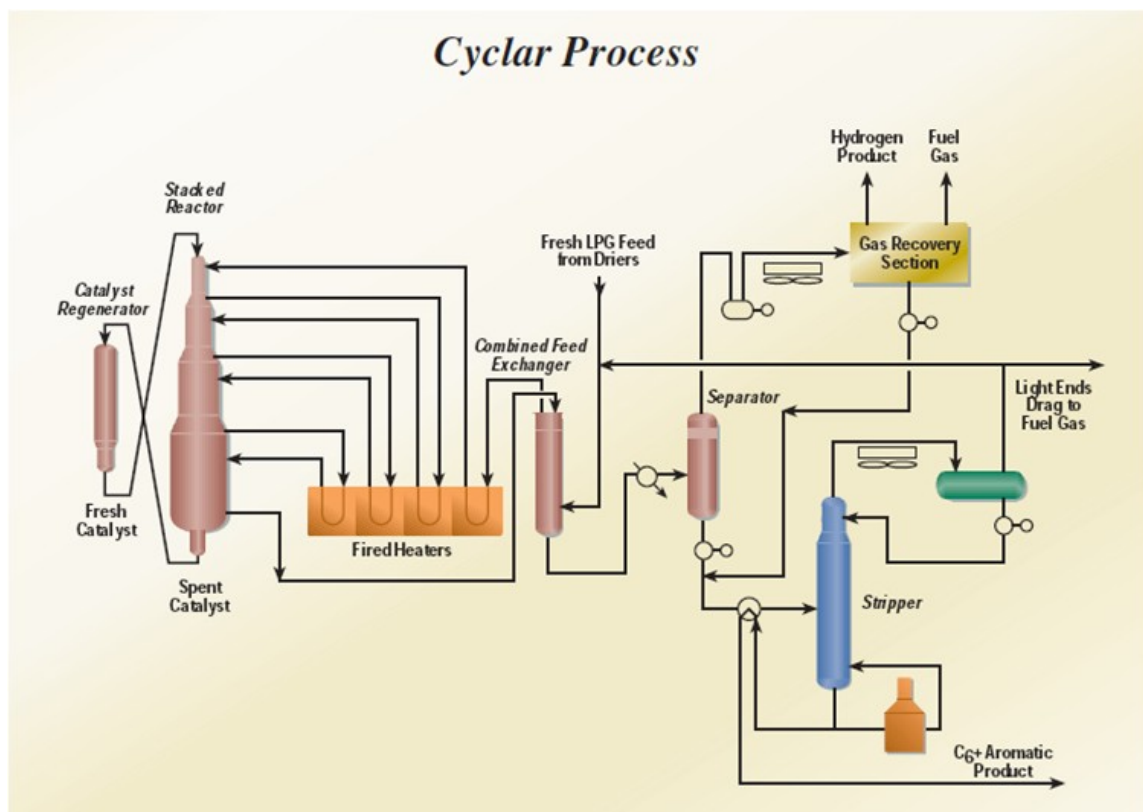 Cyclar Process
Hydrogen
Product
Fuel
Gas
Stacked
Reactor
Fresh LPG Feed
from Driers
Gas Recovery
Section
Catalyst
Regenerator
Combined Feed
Exchanger
Separator
Light Ends
Drag to
Fuel Gas
Fresh
Catalyst
Fired Heaters
Spent
Catalyst
Stripper
C6+ Aromatic
Product